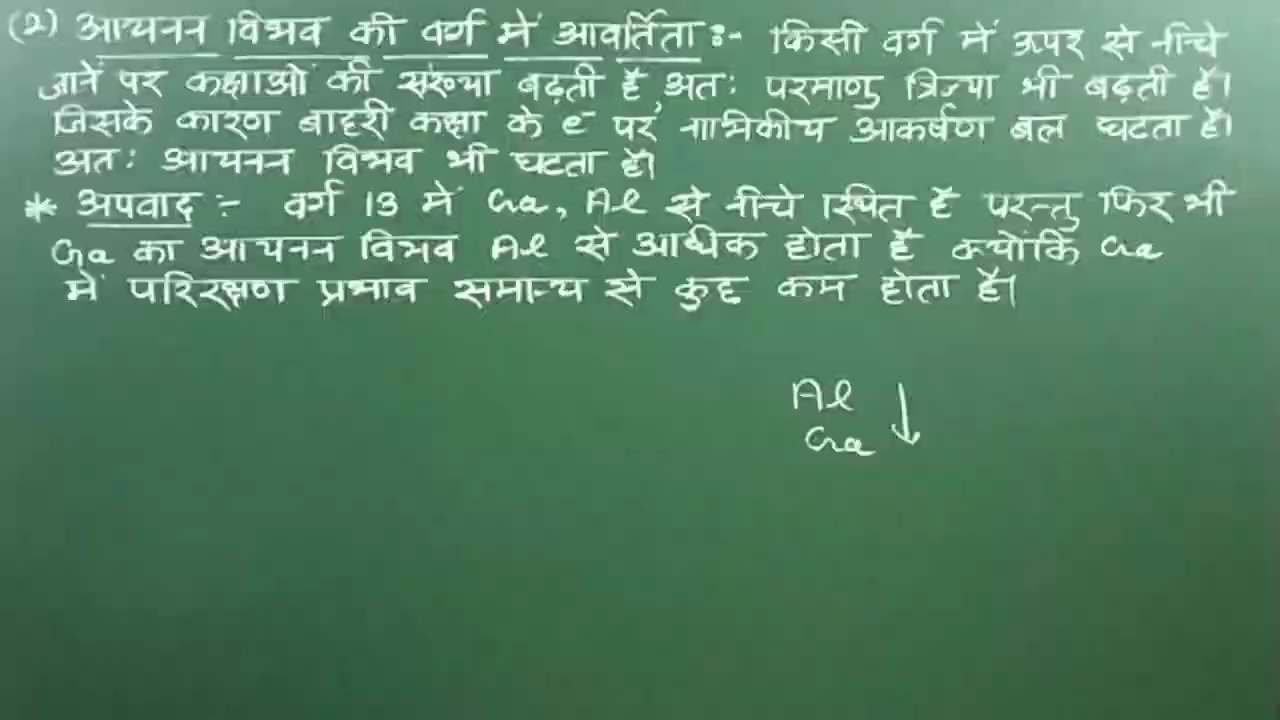 (2) आयनन विभव की वर्ग में आवर्तिता :- किसी वर्ग में ऊपर से नीचे
जाने पर कक्षाओं की संख्या बढ़ती है, अतः परमाणु त्रिज्या भी बढ़ती है।
जिसके कारण बाहरी कक्षा के e⁻ पर नाभिकीय आकर्षण बल घटता है।
अतः आयनन विभव भी घटता है।
* अपवाद :- वर्ग 13 में Ga, Al से नीचे स्थित है परन्तु फिर भी
Ga का आयनन विभव Al से अधिक होता है क्योंकि Ga
में परिरक्षण प्रभाव समान्य से कुछ कम होता है।
Al ↓
Ga